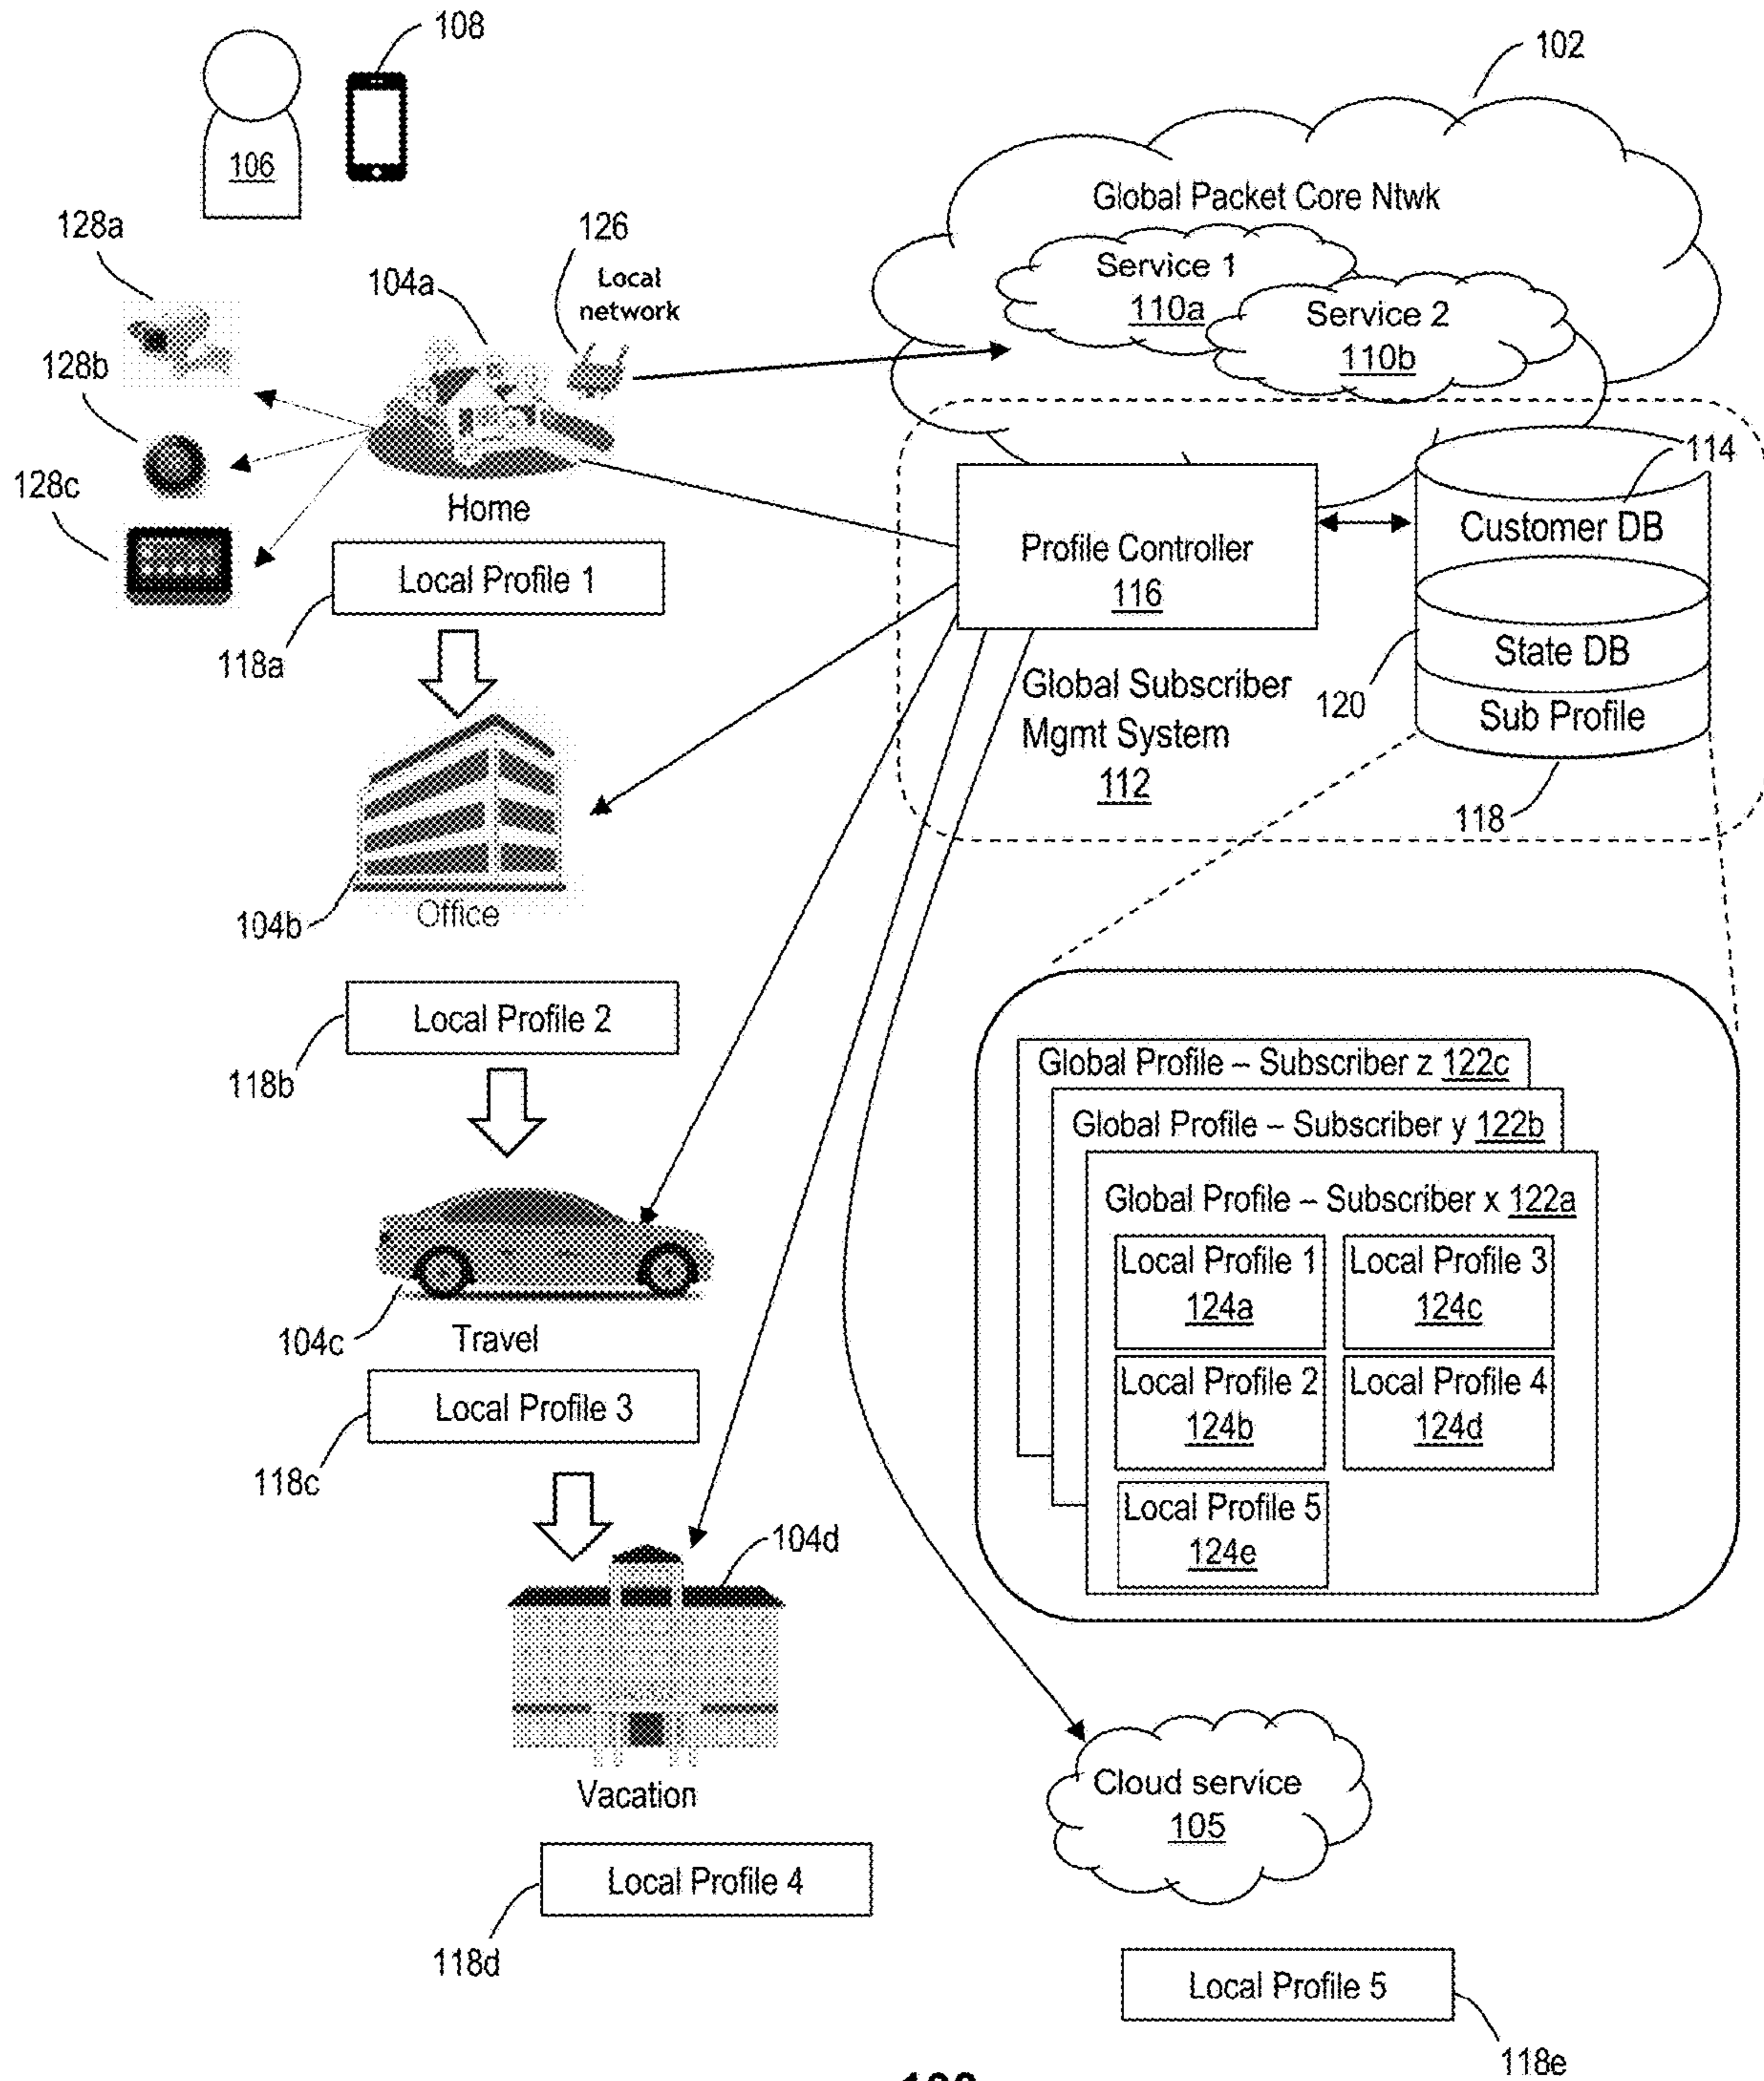 108
102
106
Global Packet Core Ntwk
128a
126
Local
network
104a
Service 1
110a
Service 2
110b
128b
114
128c
Home
Customer DB
Profile Controller
116
Local Profile 1
118a
State DB
120
Global Subscriber
Mgmt System
112
Sub Profile
118
104b
Office
Local Profile 2
118b
Global Profile – Subscriber z 122c
Global Profile – Subscriber y 122b
Global Profile – Subscriber x 122a
Local Profile 1
124a
Local Profile 3
124c
Local Profile 2
124b
Local Profile 4
124d
Local Profile 5
124e
104c
Travel
Local Profile 3
118c
104d
Vacation
Cloud service
105
Local Profile 4
118d
Local Profile 5
118e